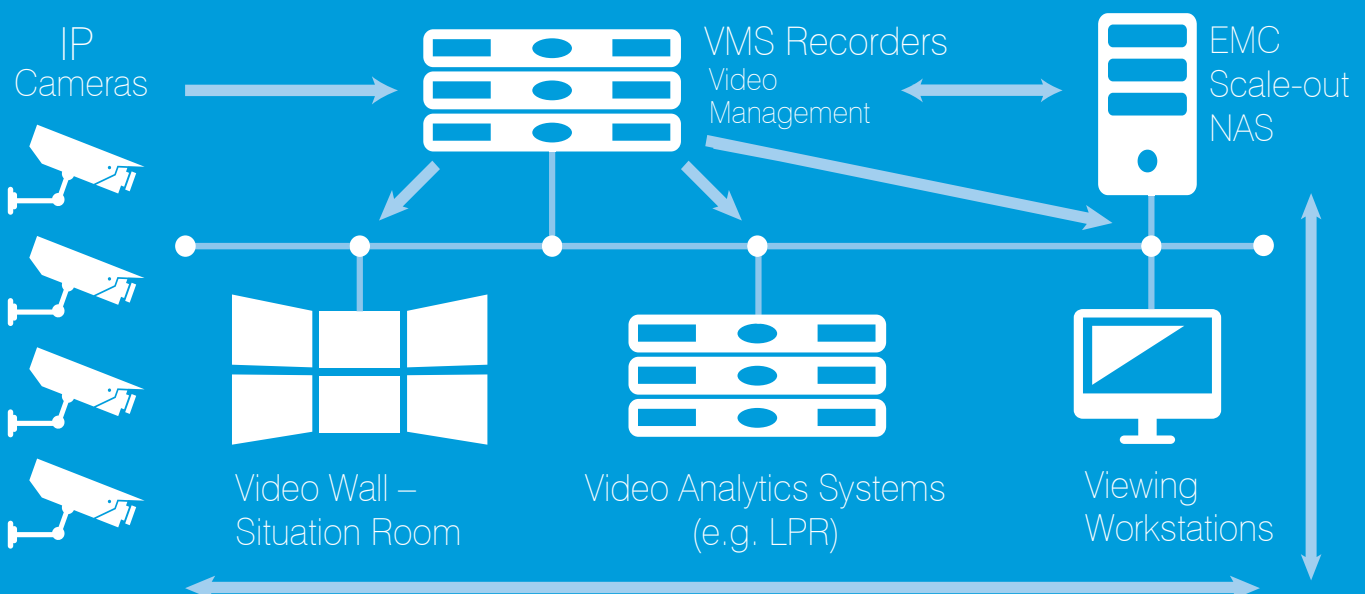 IP
Cameras
VMS Recorders
Video
Management
EMC
Scale-out
NAS
Video Wall –
Situation Room
Video Analytics Systems
(e.g. LPR)
Viewing
Workstations